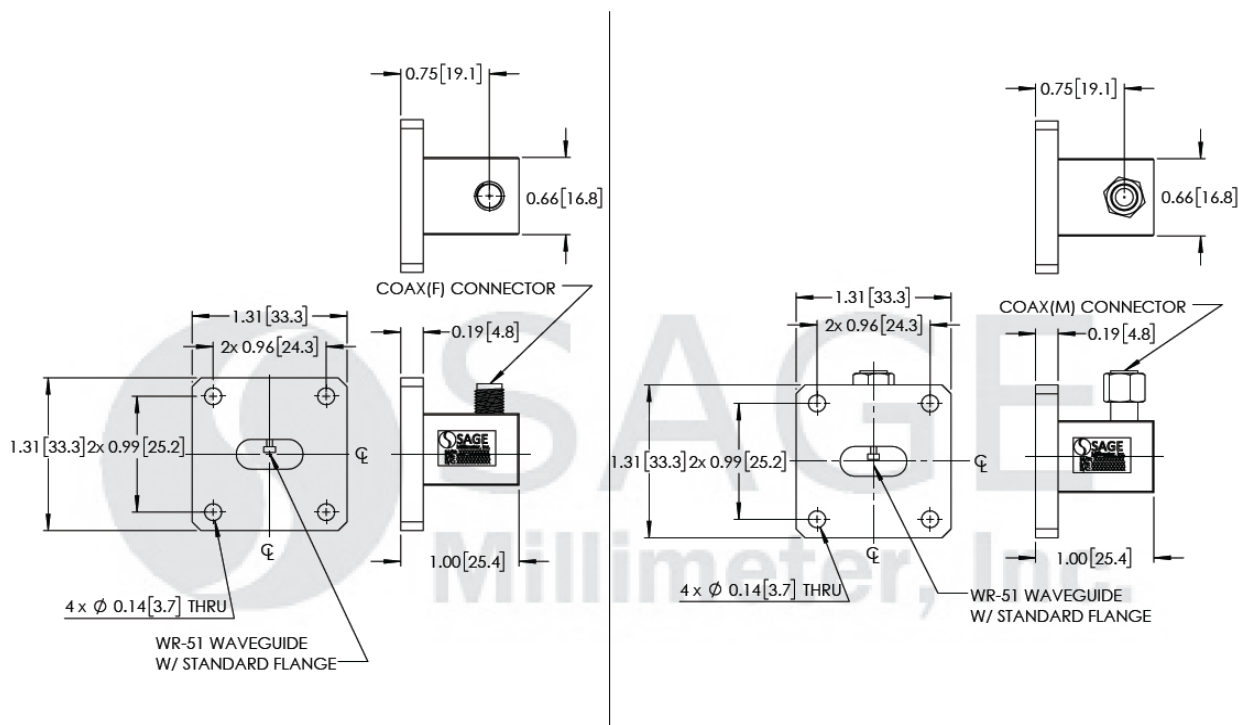 0.75[19.1]
0.66[16.8]
COAX(F) CONNECTOR
1.31[33.3]
2x 0.96[24.3]
0.19[4.8]
1.31[33.3]
2x 0.99[25.2]
℄
℄
SAGE
1.00[25.4]
4 x Ø 0.14[3.7] THRU
WR-51 WAVEGUIDE
W/ STANDARD FLANGE
0.75[19.1]
0.66[16.8]
COAX(M) CONNECTOR
1.31[33.3]
2x 0.96[24.3]
0.19[4.8]
1.31[33.3]
2x 0.99[25.2]
℄
℄
SAGE
1.00[25.4]
4 x Ø 0.14[3.7] THRU
WR-51 WAVEGUIDE
W/ STANDARD FLANGE
SAGE
Millimeter, Inc.